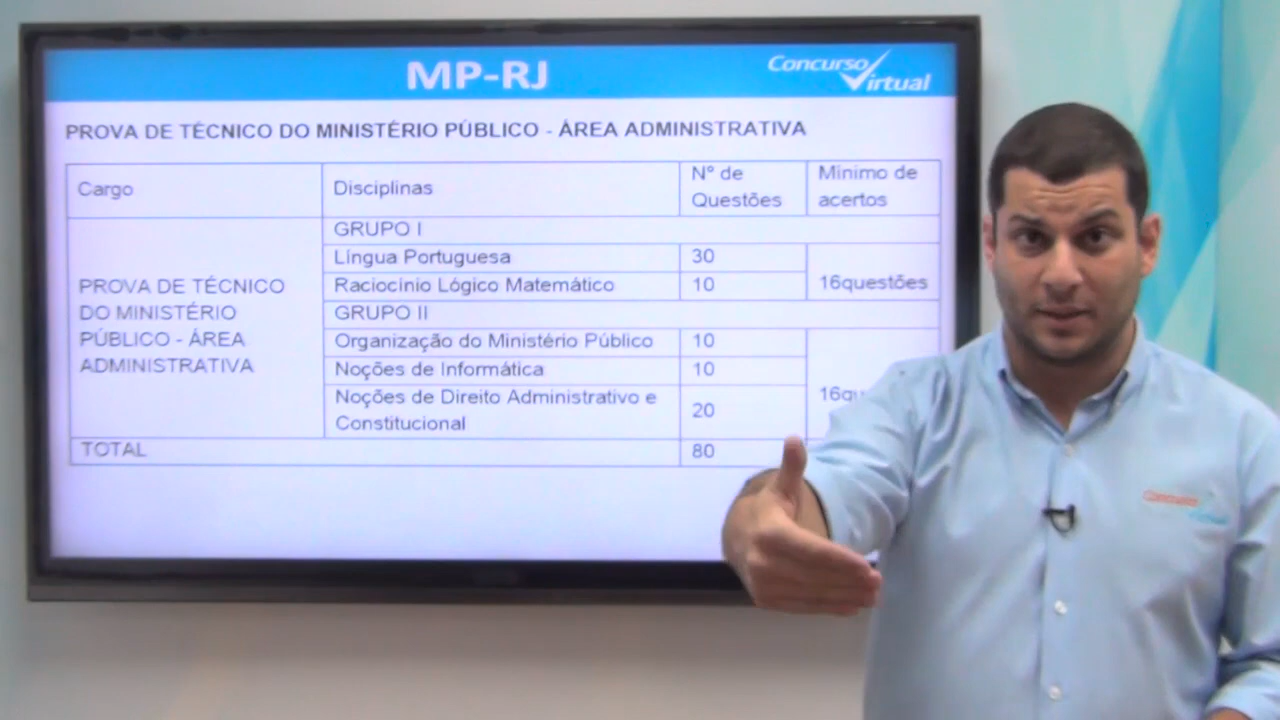 MP-RJ
Concurso
Virtual
PROVA DE TÉCNICO DO MINISTÉRIO PÚBLICO - ÁREA ADMINISTRATIVA
Cargo
Disciplinas
Nº de
Questões
Mínimo de
acertos
GRUPO I
Língua Portuguesa
30
Raciocínio Lógico Matemático
10
16questões
GRUPO II
PROVA DE TÉCNICO
DO MINISTÉRIO
PÚBLICO - ÁREA
ADMINISTRATIVA
Organização do Ministério Público
10
Noções de Informática
10
Noções de Direito Administrativo e
Constitucional
20
TOTAL
80
Concurso